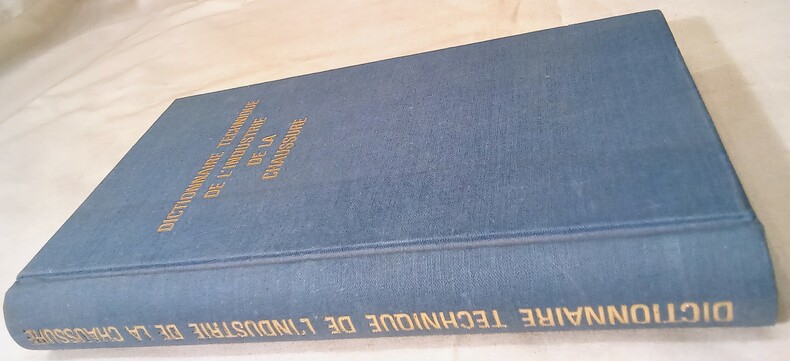 DICTIONNAIRE TECHNIQUE
DE L'INDUSTRIE
DE LA
CHAUSSURE
DICTIONNAIRE TECHNIQUE DE L'INDUSTRIE DE LA CHAUSSURE